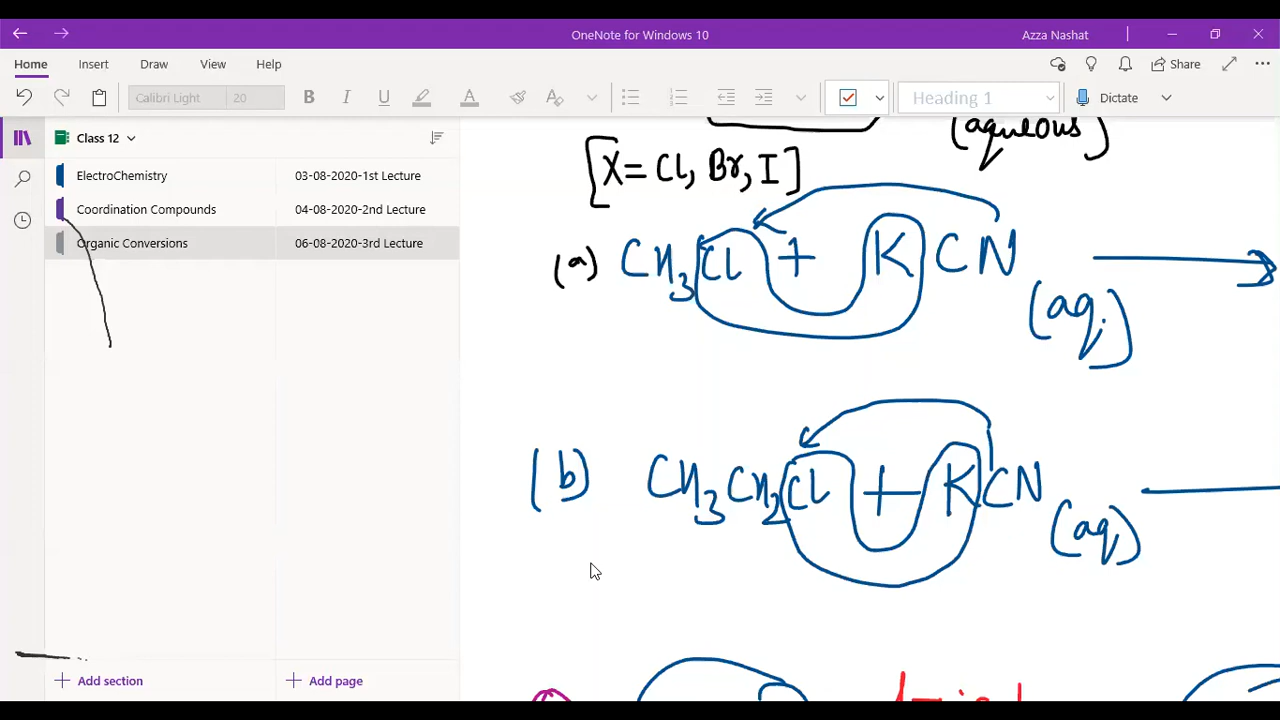 OneNote for Windows 10
Azza Nashat
Home Insert Draw View Help
Share
Calibri Light 20
B I U A
Heading 1
Dictate
Class 12
ElectroChemistry
Coordination Compounds
Organic Conversions
03-08-2020-1st Lecture
04-08-2020-2nd Lecture
06-08-2020-3rd Lecture
Add section
Add page
(aqueous)
[X = Cl, Br, I]
(a) CH3Cl + KCN (aq.)
(b) CH3CH2Cl + KCN (aq.)